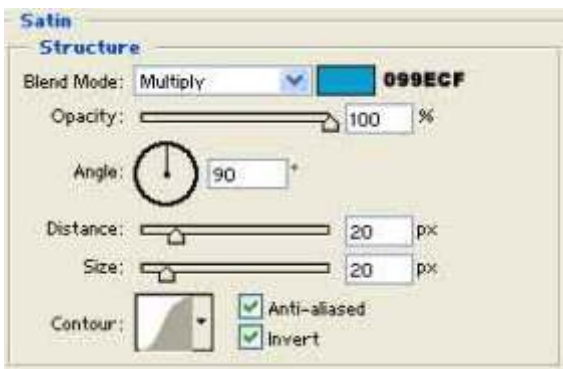 Satin
Structure
Blend Mode: Multiply 099ECF
Opacity: 100 %
Angle: 90 °
Distance: 20 px
Size: 20 px
Contour: Anti-aliased
Invert